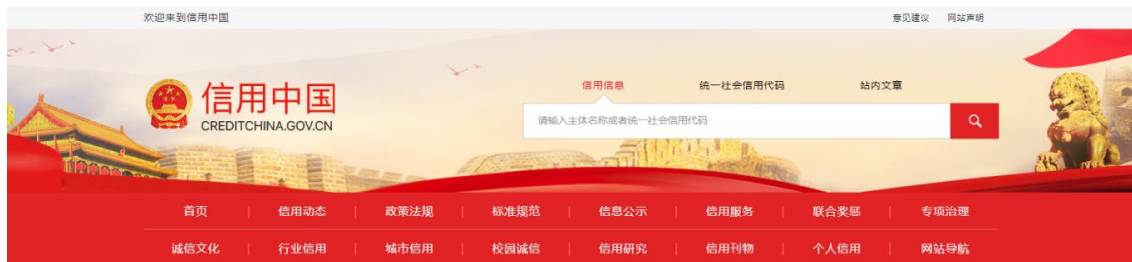 欢迎来到信用中国
意见建议 网站声明
信用信息 统一社会信用代码 站内文章
信用中国
CREDITCHINA.GOV.CN
请输入主体名称或者统一社会信用代码
首页 | 信用动态 | 政策法规 | 标准规范 | 信息公示 | 信用服务 | 联合奖惩 | 专项治理
诚信文化 | 行业信用 | 城市信用 | 校园诚信 | 信用研究 | 信用刊物 | 个人信用 | 网站导航